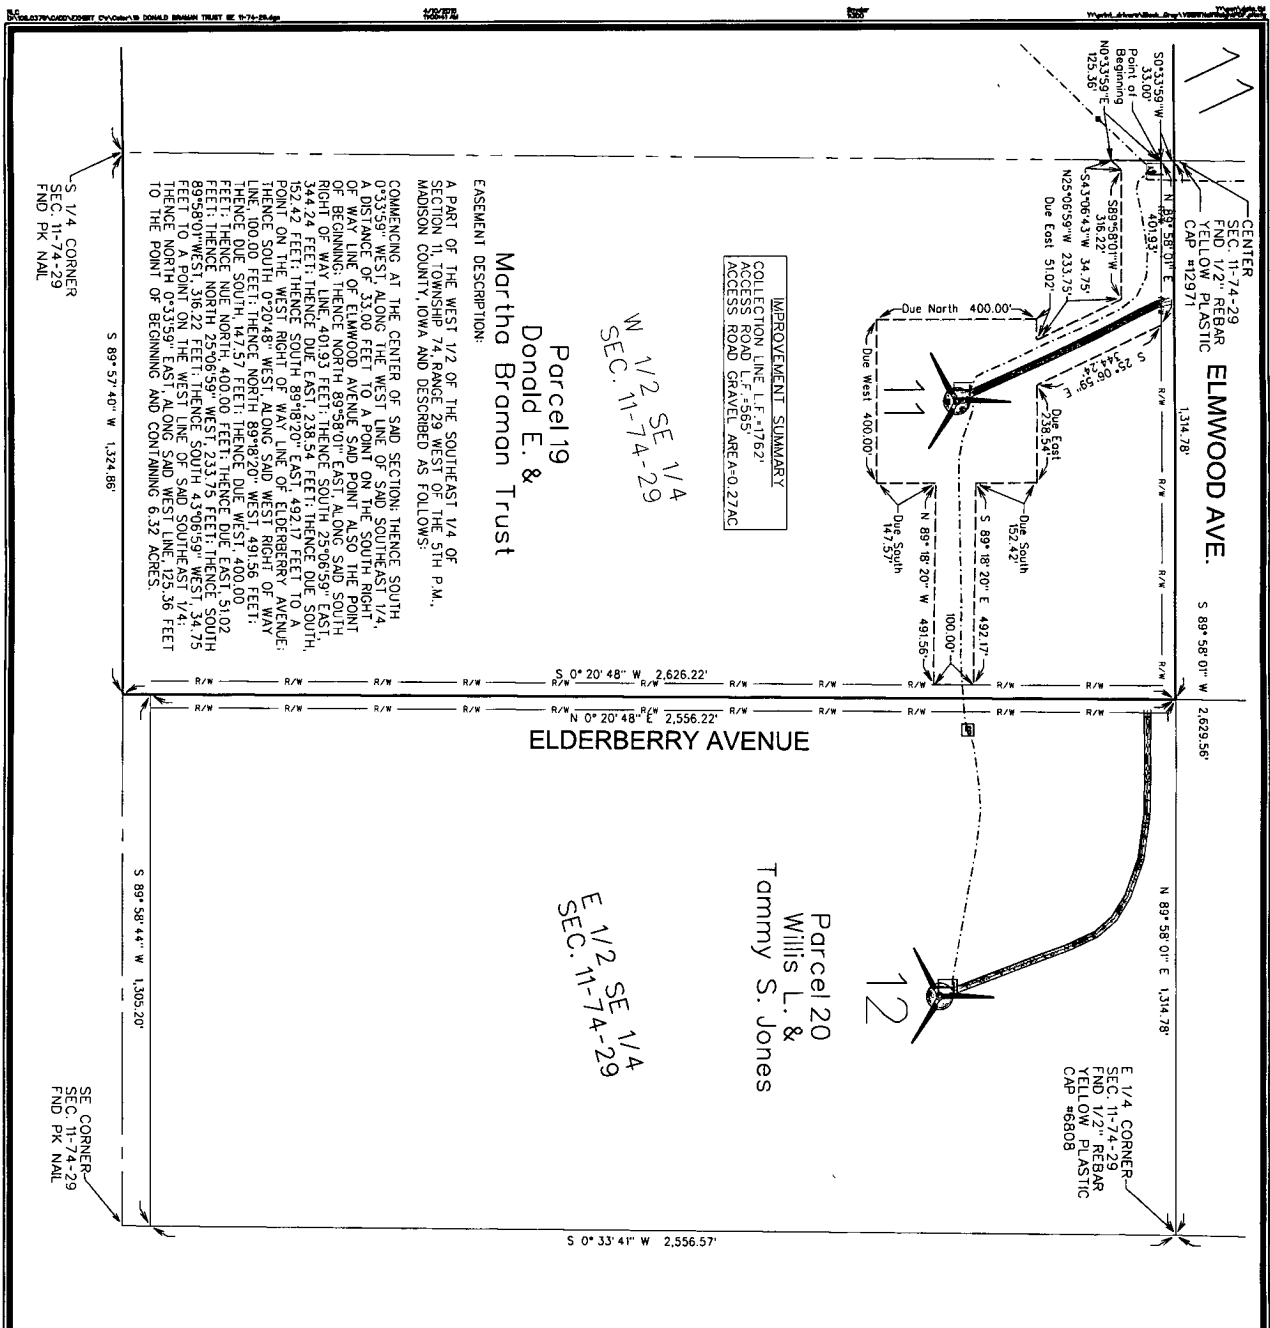 11
S0°33'59"W
33.00'
Point of
Beginning
N0°33'59"E
125.36'
CENTER
SEC. 11-74-29
FND 1/2" REBAR
YELLOW PLASTIC
CAP #12971
N 89° 58' 01" E
401.93'
S89°58'01"W
316.22'
S43°06'43"W 34.75'
N25°06'59"W 233.75'
Due East 51.02'
S 25° 06' 59" E
344.24'
Due East
238.54'
Due North 400.00'
Due West 400.00'
11
Due South
152.42'
Due South
147.57'
S 89° 18' 20" E 492.17'
100.00'
N 89° 18' 20" W 491.56'
ELMWOOD AVE.
1,314.78'
S 89° 58' 01" W 2,629.56'
N 89° 58' 01" E 1,314.78'
R/W R/W R/W R/W R/W
IMPROVEMENT SUMMARY
COLLECTION LINE L.F.=1762'
ACCESS ROAD L.F.=565'
ACCESS ROAD GRAVEL AREA=0.27AC
W 1/2 SE 1/4
SEC. 11-74-29
Parcel 19
Donald E. &
Martha Braman Trust
EASEMENT DESCRIPTION:
A PART OF THE WEST 1/2 OF THE SOUTHEAST 1/4 OF
SECTION 11, TOWNSHIP 74, RANGE 29 WEST OF THE 5TH P.M.,
MADISON COUNTY, IOWA AND DESCRIBED AS FOLLOWS:
COMMENCING AT THE CENTER OF SAID SECTION; THENCE SOUTH
0°33'59" WEST, ALONG THE WEST LINE OF SAID SOUTHEAST 1/4,
A DISTANCE OF 33.00 FEET TO A POINT ON THE SOUTH RIGHT
OF WAY LINE OF ELMWOOD AVENUE, SAID POINT ALSO THE POINT
OF BEGINNING; THENCE NORTH 89°58'01" EAST, ALONG SAID SOUTH
RIGHT OF WAY LINE, 401.93 FEET; THENCE SOUTH 25°06'59" EAST,
344.24 FEET; THENCE DUE EAST, 238.54 FEET; THENCE DUE SOUTH,
152.42 FEET; THENCE SOUTH 89°18'20" EAST, 492.17 FEET TO A
POINT ON THE WEST RIGHT OF WAY LINE OF ELDERBERRY AVENUE;
THENCE SOUTH 0°20'48" WEST, ALONG SAID WEST RIGHT OF WAY
LINE, 100.00 FEET; THENCE NORTH 89°18'20" WEST, 491.56 FEET;
THENCE DUE SOUTH, 147.57 FEET; THENCE DUE WEST, 400.00
FEET; THENCE NUE NORTH, 400.00 FEET; THENCE DUE EAST, 51.02
FEET; THENCE NORTH 25°06'59" WEST, 233.75 FEET; THENCE SOUTH
89°58'01"WEST, 316.22 FEET; THENCE SOUTH 43°06'59" WEST, 34.75
FEET TO A POINT ON THE WEST LINE OF SAID SOUTHEAST 1/4;
THENCE NORTH 0°33'59" EAST, ALONG SAID WEST LINE, 125.36 FEET
TO THE POINT OF BEGINNING AND CONTAINING 6.32 ACRES.
S 89° 57' 40" W 1,324.86'
S 1/4 CORNER
SEC. 11-74-29
FND PK NAIL
S 0° 20' 48" W 2,626.22'
R/W R/W R/W R/W R/W R/W R/W R/W R/W R/W
R/W R/W R/W R/W R/W R/W R/W R/W R/W R/W R/W
N 0° 20' 48" E 2,556.22'
ELDERBERRY AVENUE
12
Parcel 20
Willis L. &
Tammy S. Jones
E 1/2 SE 1/4
SEC. 11-74-29
E 1/4 CORNER
SEC. 11-74-29
FND 1/2" REBAR
YELLOW PLASTIC
CAP #6808
S 89° 58' 44" W 1,305.20'
SE CORNER
SEC. 11-74-29
FND PK NAIL
S 0° 33' 41" W 2,556.57'